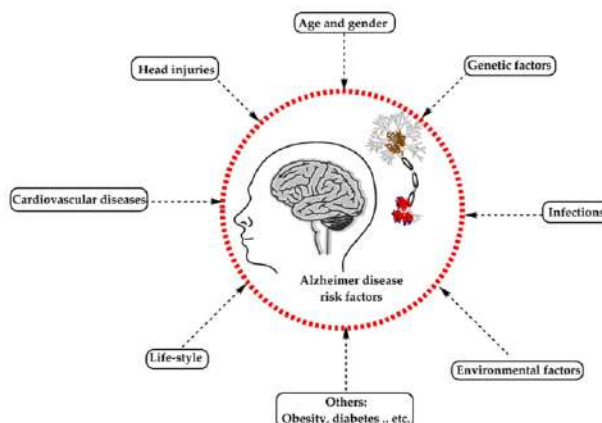 Age and gender
Head injuries
Genetic factors
Cardiovascular diseases
Infections
Alzheimer disease
risk factors
Life-style
Environmental factors
Others:
Obesity, diabetes .. etc.